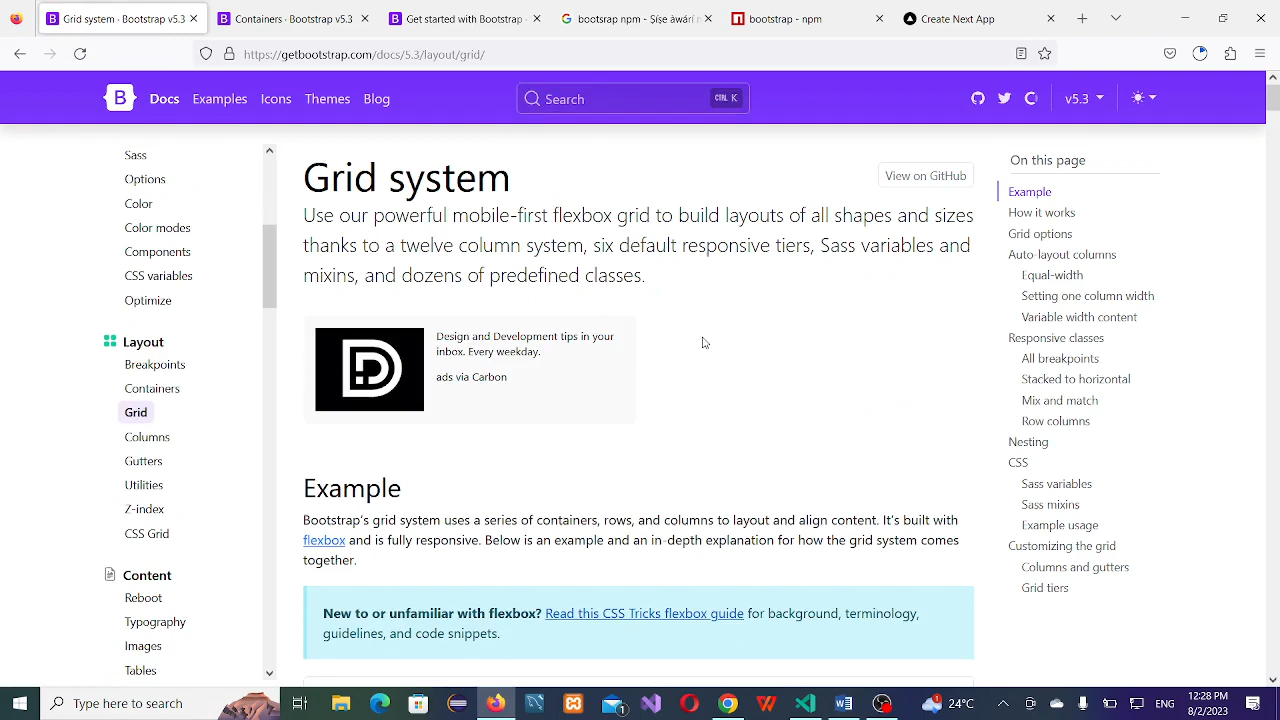 Grid system · Bootstrap v5.3
Containers · Bootstrap v5.3
Get started with Bootstrap ·
bootstrap npm - Ṣíṣe àwárí n
bootstrap - npm
Create Next App
https://getbootstrap.com/docs/5.3/layout/grid/
B
Docs
Examples
Icons
Themes
Blog
Search
CTRL K
v5.3
Sass
Options
Color
Color modes
Components
CSS variables
Optimize
Layout
Breakpoints
Containers
Grid
Columns
Gutters
Utilities
Z-index
CSS Grid
Content
Reboot
Typography
Images
Tables
Grid system
View on GitHub
Use our powerful mobile-first flexbox grid to build layouts of all shapes and sizes
thanks to a twelve column system, six default responsive tiers, Sass variables and
mixins, and dozens of predefined classes.
Design and Development tips in your
inbox. Every weekday.
ads via Carbon
Example
Bootstrap's grid system uses a series of containers, rows, and columns to layout and align content. It's built with
flexbox and is fully responsive. Below is an example and an in-depth explanation for how the grid system comes
together.
New to or unfamiliar with flexbox? Read this CSS Tricks flexbox guide for background, terminology,
guidelines, and code snippets.
On this page
Example
How it works
Grid options
Auto-layout columns
Equal-width
Setting one column width
Variable width content
Responsive classes
All breakpoints
Stacked to horizontal
Mix and match
Row columns
Nesting
CSS
Sass variables
Sass mixins
Example usage
Customizing the grid
Columns and gutters
Grid tiers
Type here to search
24°C
ENG
12:28 PM
8/2/2023